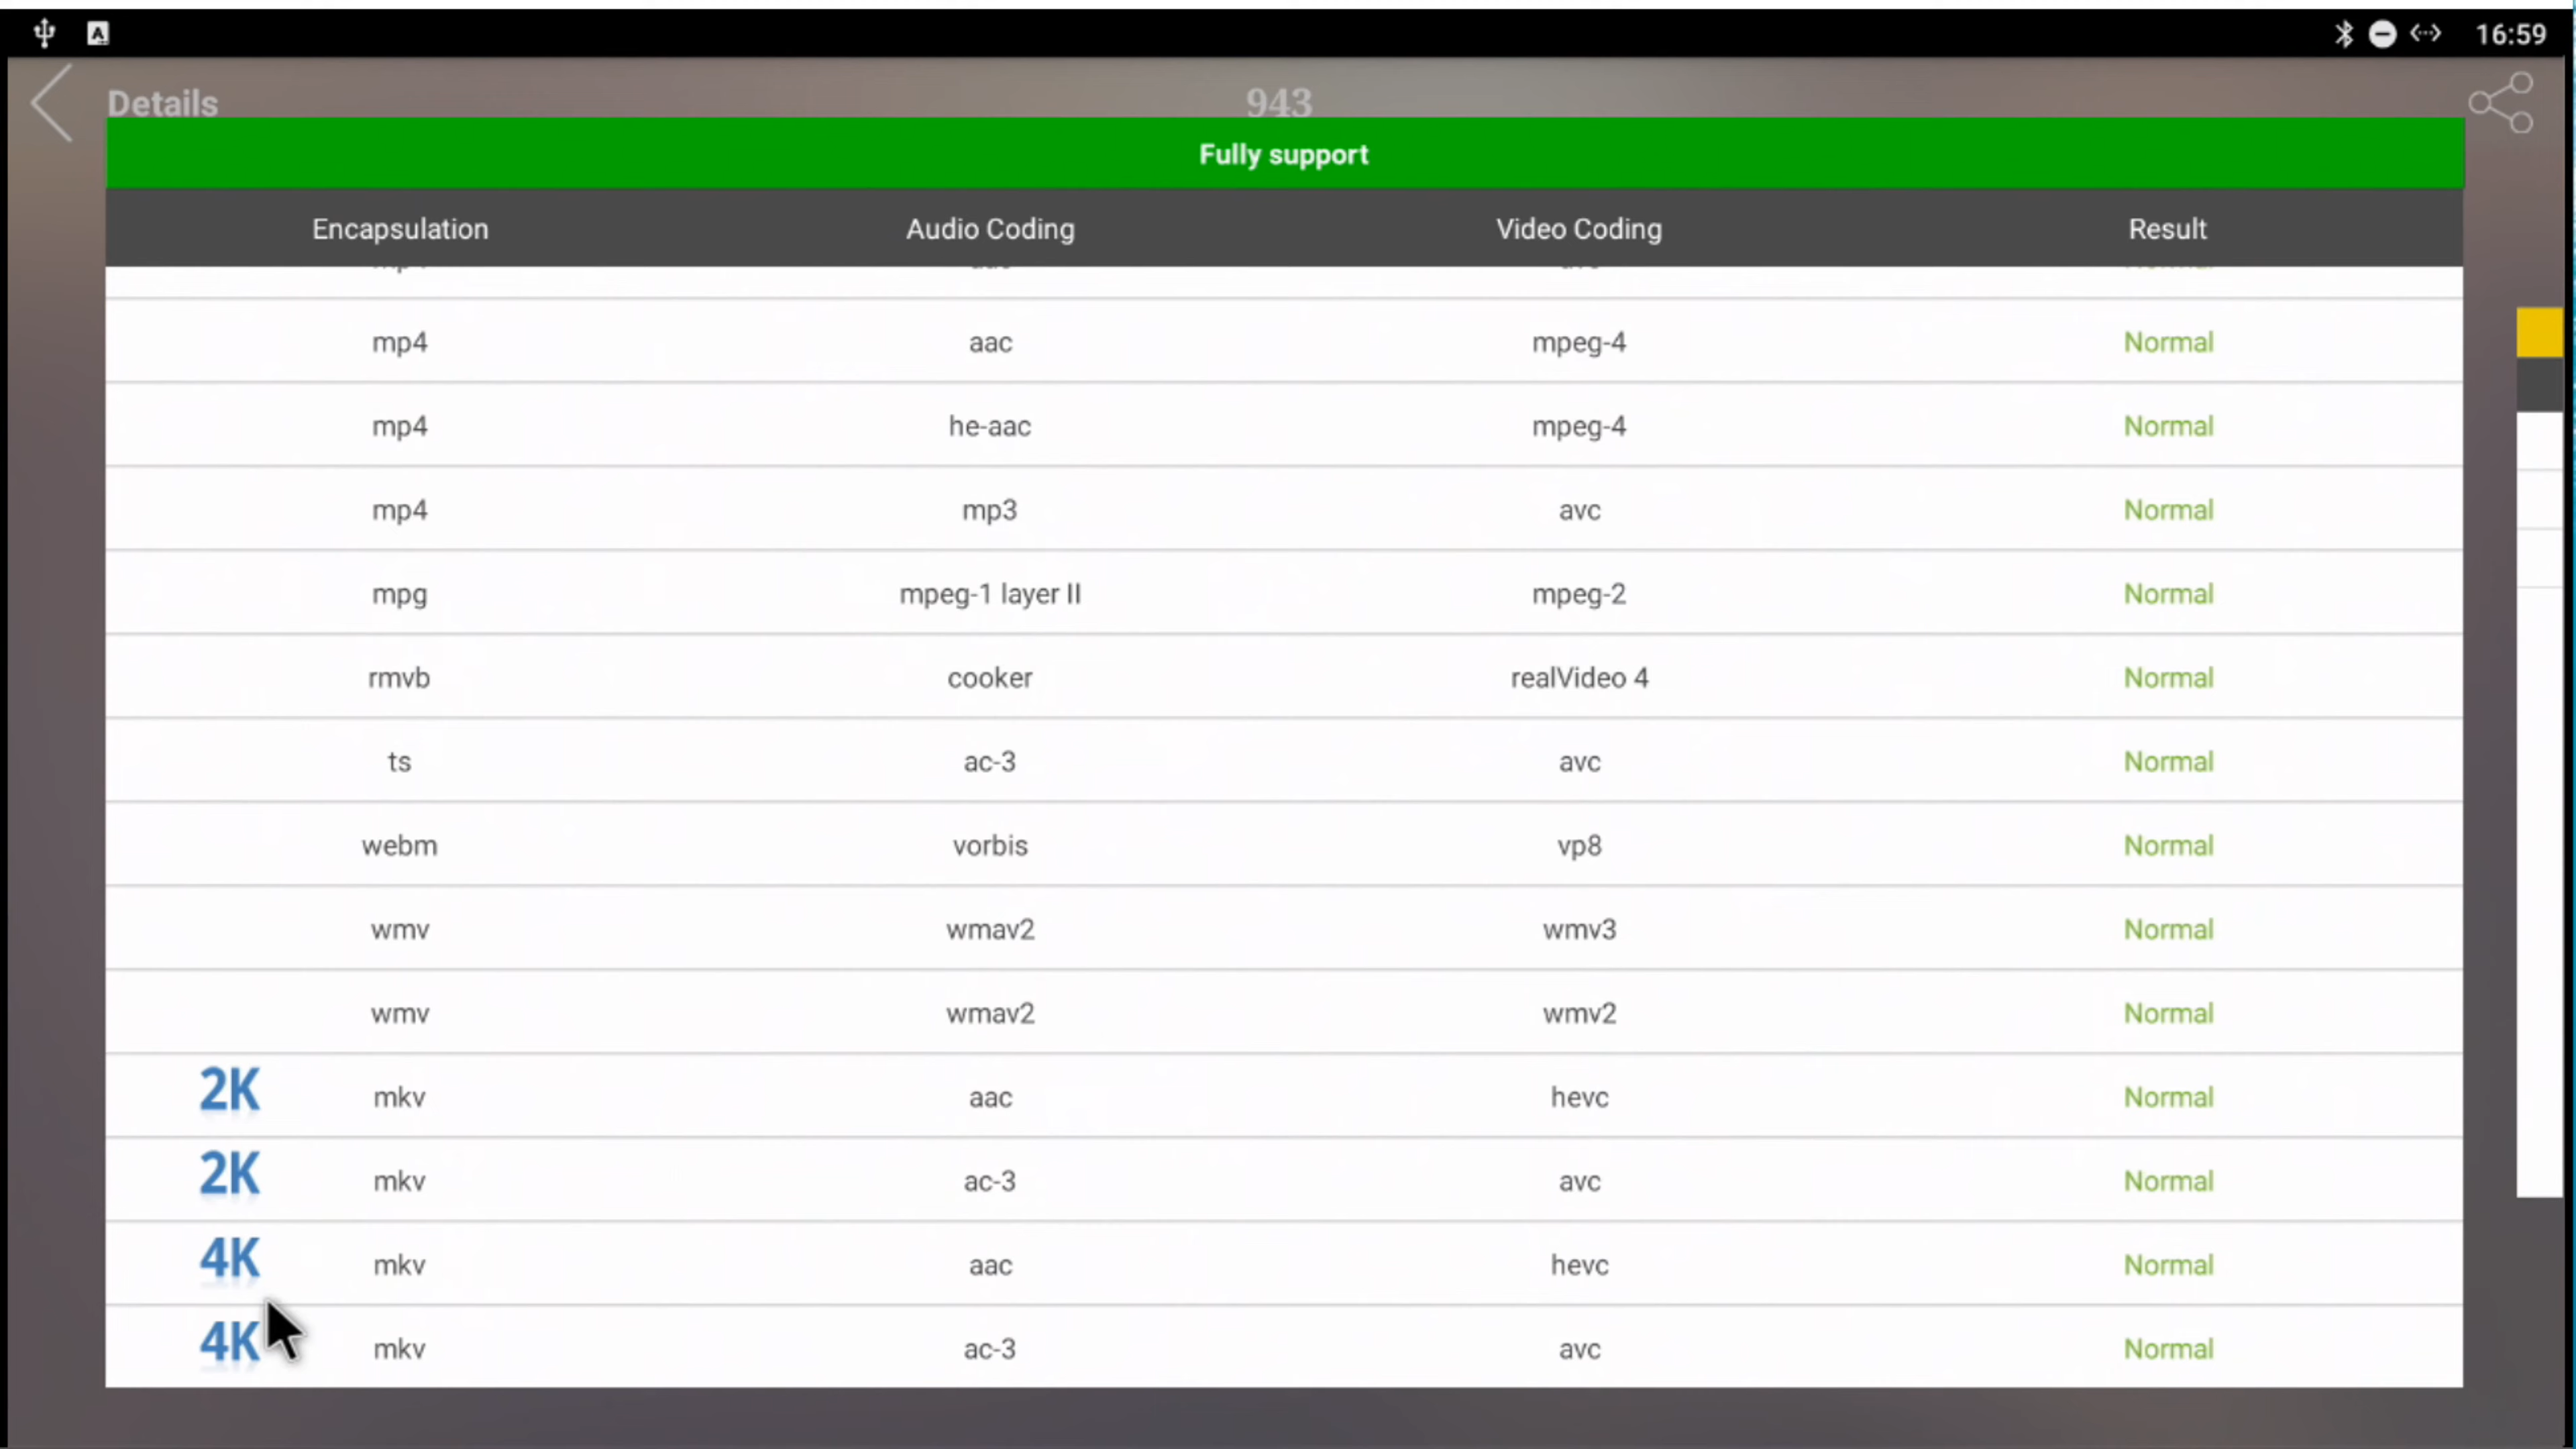 16:59
Details 943
Fully support
Encapsulation Audio Coding Video Coding Result
mp4 aac mpeg-4 Normal
mp4 he-aac mpeg-4 Normal
mp4 mp3 avc Normal
mpg mpeg-1 layer II mpeg-2 Normal
rmvb cooker realVideo 4 Normal
ts ac-3 avc Normal
webm vorbis vp8 Normal
wmv wmav2 wmv3 Normal
wmv wmav2 wmv2 Normal
2K mkv aac hevc Normal
2K mkv ac-3 avc Normal
4K mkv aac hevc Normal
4K mkv ac-3 avc Normal